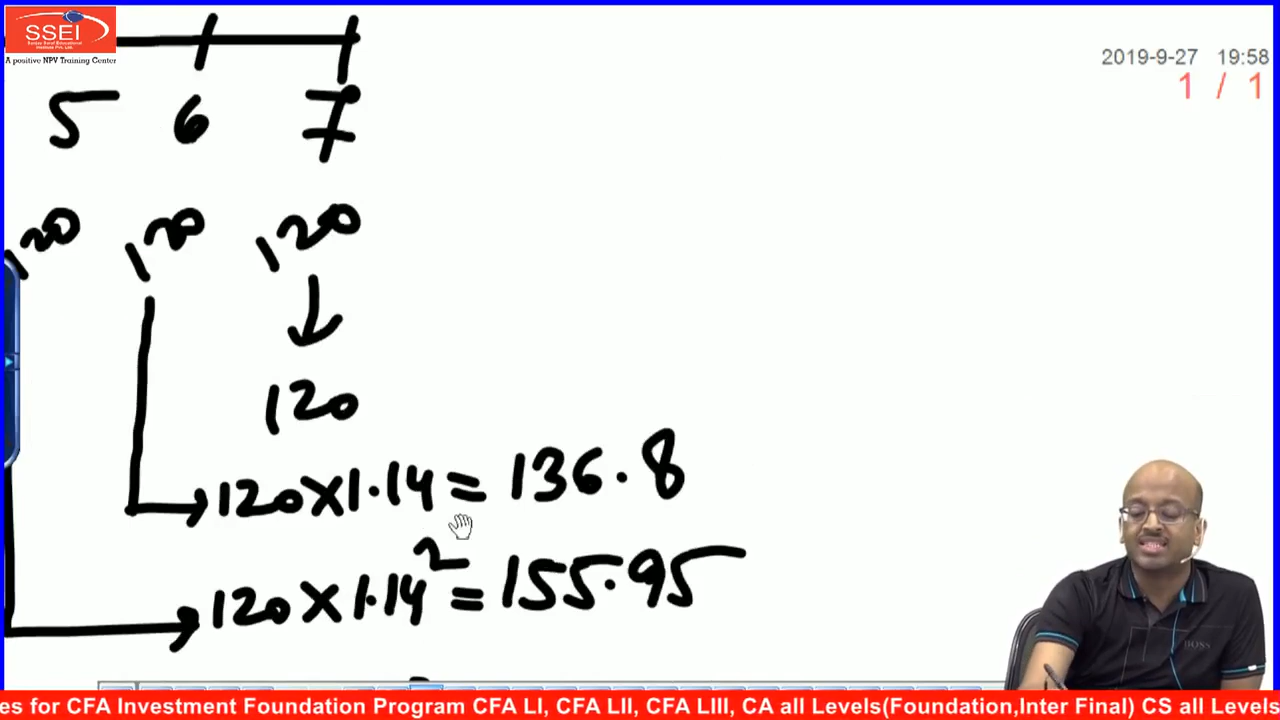 SSEI
A positive NPV Training Center
2019-9-27 19:58
1 / 1
5 6 7
120 120 120
120
120×1.14 = 136.8
120×1.14² = 155.95
BOSS
es for CFA Investment Foundation Program CFA LI, CFA LII, CFA LIII, CA all Levels(Foundation,Inter Final) CS all Levels